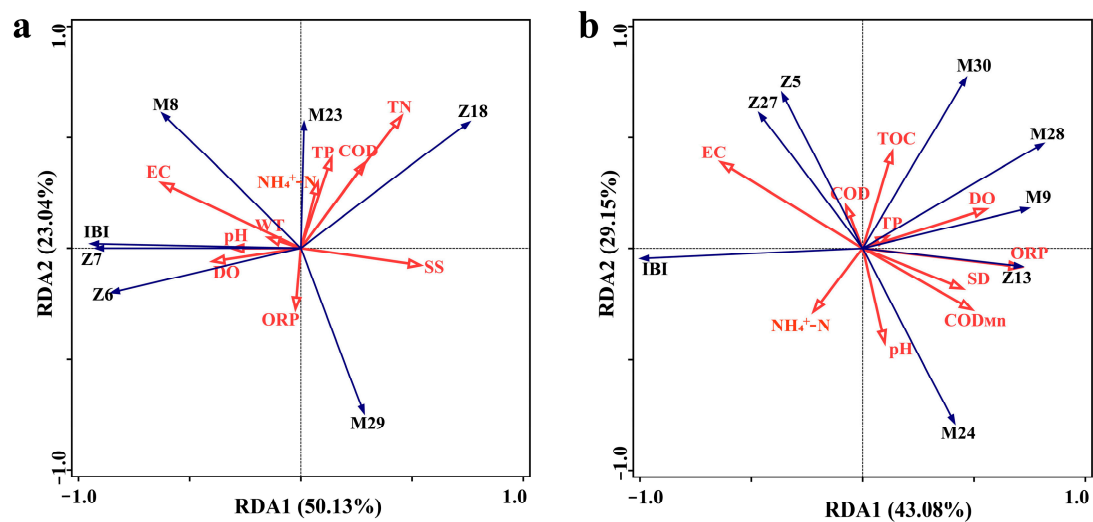 a
1.0
RDA2 (23.04%)
-1.0
M8
M23
TN
Z18
TP
COD
EC
NH₄⁺-N
WT
IBI
pH
Z7
DO
SS
Z6
ORP
M29
-1.0
RDA1 (50.13%)
1.0
b
1.0
RDA2 (29.15%)
-1.0
M30
Z5
Z27
TOC
M28
EC
COD
DO
M9
TP
ORP
IBI
Z13
SD
CODMn
NH₄⁺-N
pH
M24
-1.0
RDA1 (43.08%)
1.0